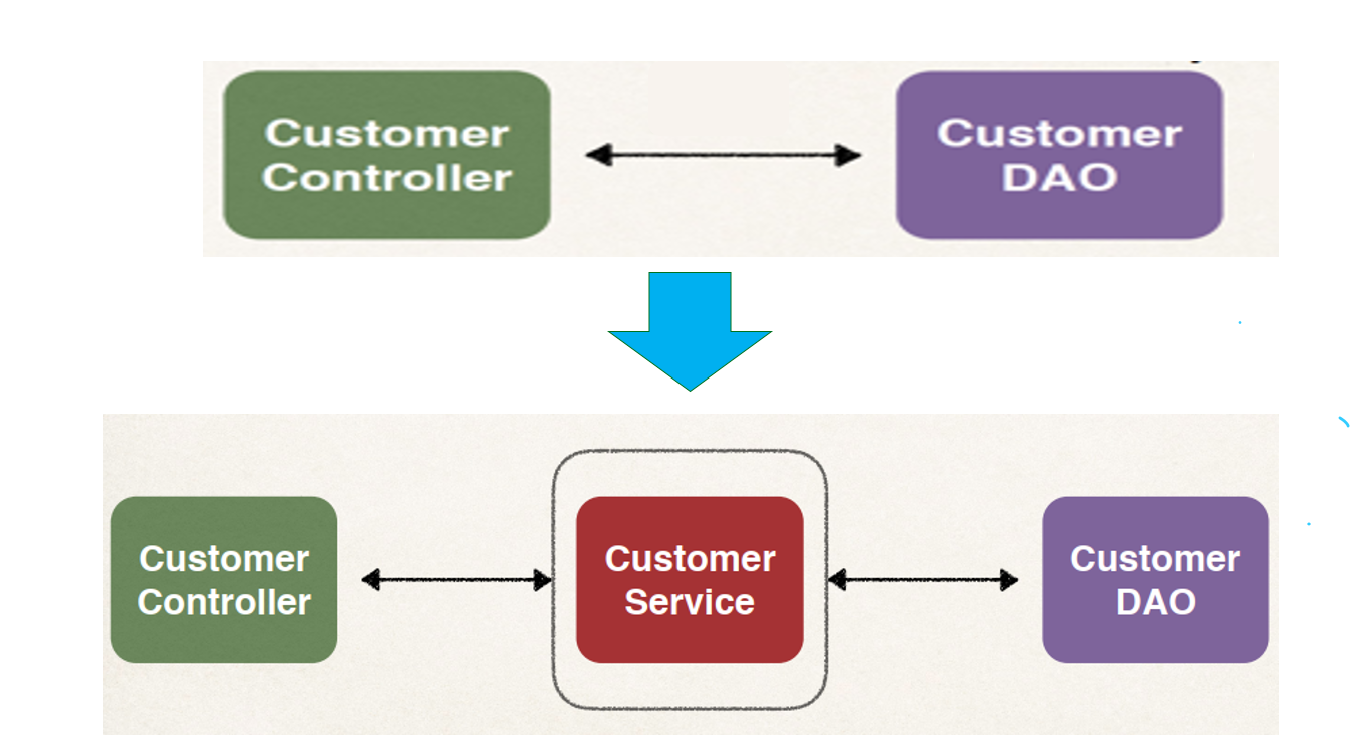 Customer
Controller
Customer
DAO
Customer
Controller
Customer
Service
Customer
DAO